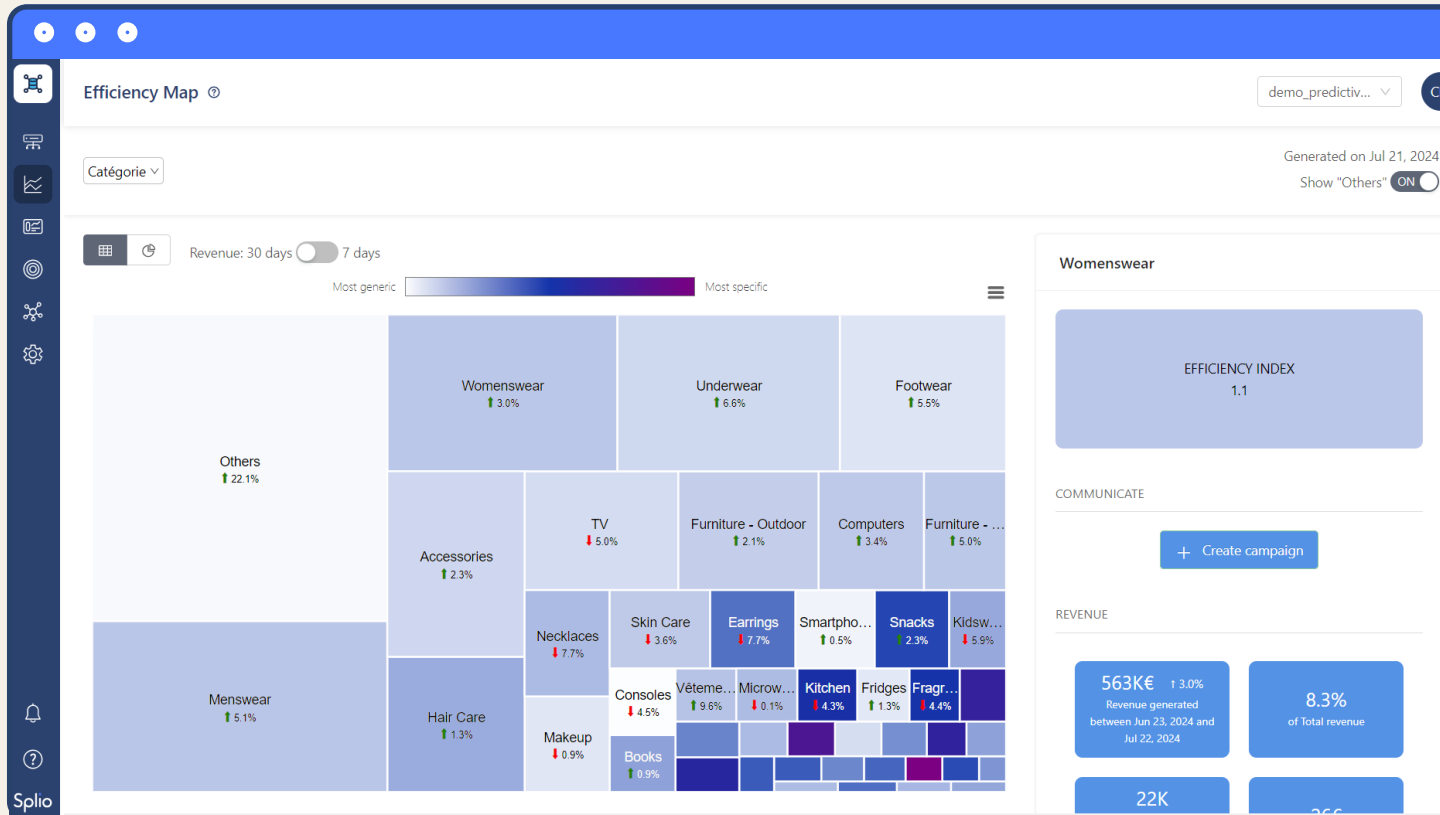 Efficiency Map
demo_predictiv...
C
Catégorie
Generated on Jul 21, 2024
Show "Others" ON
Revenue: 30 days 7 days
Most generic Most specific
Others
22.1%
Menswear
5.1%
Womenswear
3.0%
Underwear
6.6%
Footwear
5.5%
Accessories
2.3%
Hair Care
1.3%
TV
5.0%
Furniture - Outdoor
2.1%
Computers
3.4%
Furniture - ...
5.0%
Necklaces
7.7%
Makeup
0.9%
Skin Care
3.6%
Earrings
7.7%
Smartpho...
0.5%
Snacks
2.3%
Kidsw...
5.9%
Consoles
4.5%
Books
0.9%
Vêteme...
9.6%
Microw...
0.1%
Kitchen
4.3%
Fridges
1.3%
Fragr...
4.4%
Womenswear
EFFICIENCY INDEX
1.1
COMMUNICATE
+ Create campaign
REVENUE
563K€ ↑ 3.0%
Revenue generated
between Jun 23, 2024 and
Jul 22, 2024
8.3%
of Total revenue
22K
Splio